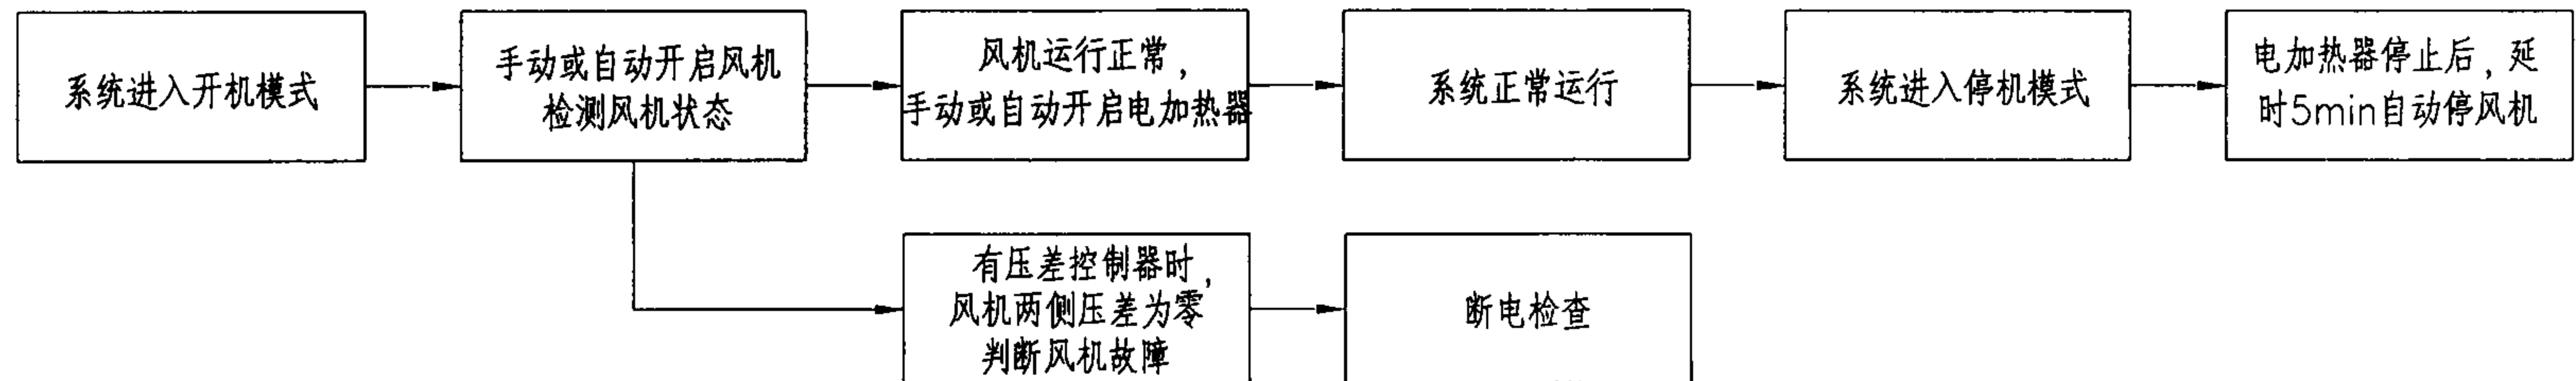 系统进入开机模式
手动或自动开启风机
检测风机状态
风机运行正常,
手动或自动开启电加热器
系统正常运行
系统进入停机模式
电加热器停止后,延
时5min自动停风机
有压差控制器时,
风机两侧压差为零
判断风机故障
断电检查